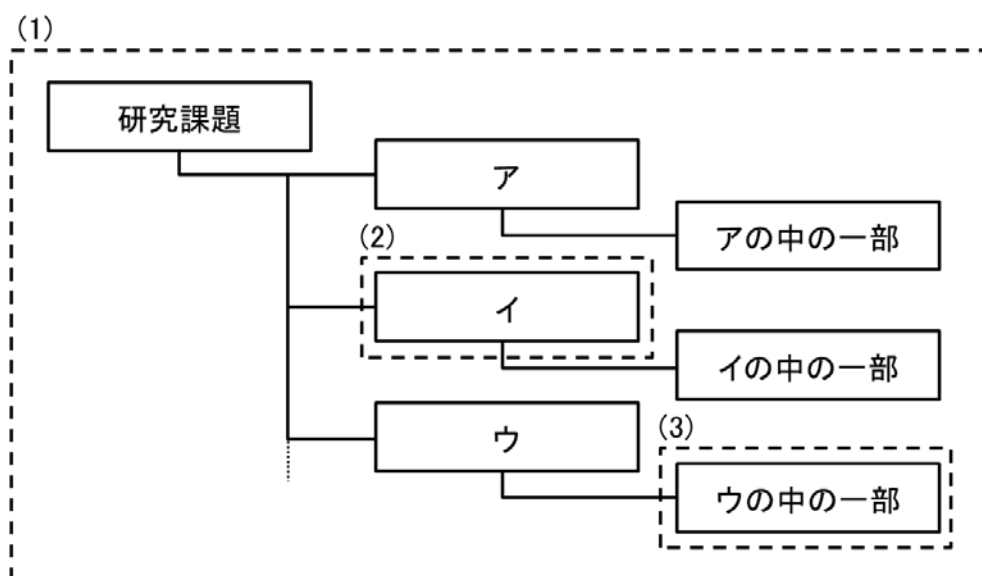 (1)
研究課題
ア
アの中の一部
(2)
イ
イの中の一部
ウ
(3)
ウの中の一部